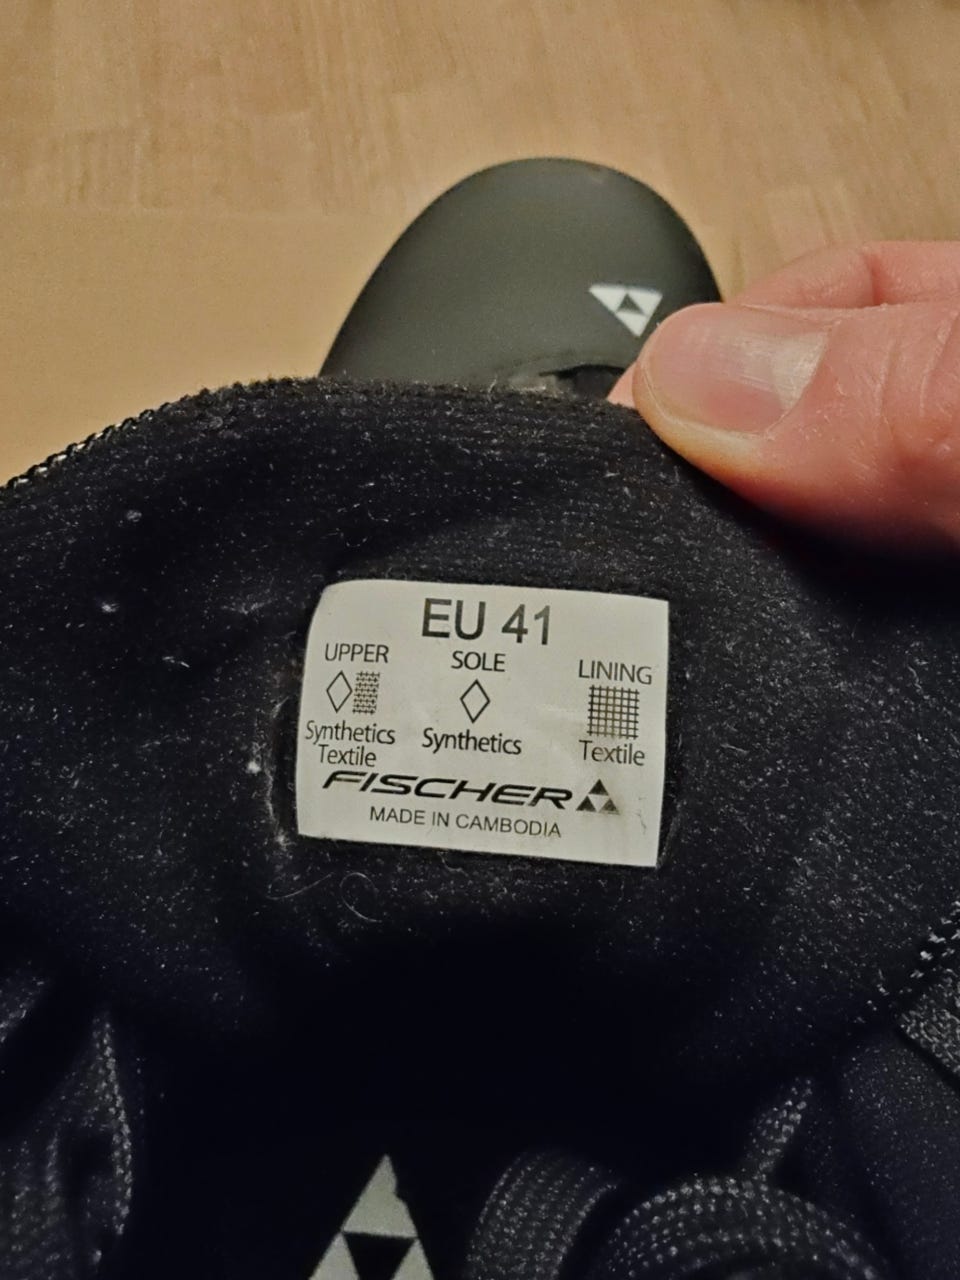 EU 41
UPPER SOLE LINING
Synthetics Synthetics Textile
Textile
FISCHER
MADE IN CAMBODIA